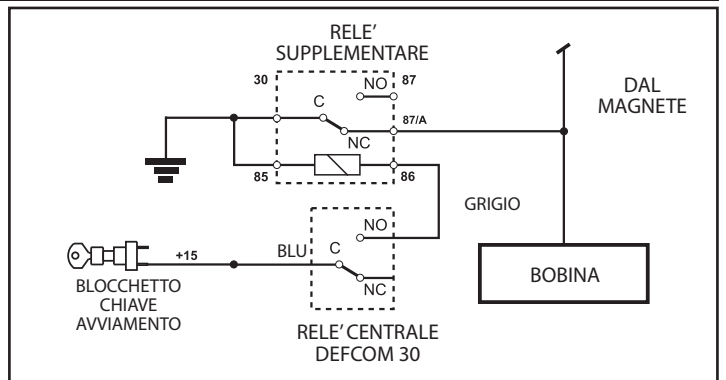 RELE'
SUPPLEMENTARE
30
NO
87
C
87/A
NC
85
86
DAL
MAGNETE
GRIGIO
NO
C
BLU
+15
NC
BLOCCHETTO
CHIAVE
AVVIAMENTO
BOBINA
RELE' CENTRALE
DEFCOM 30